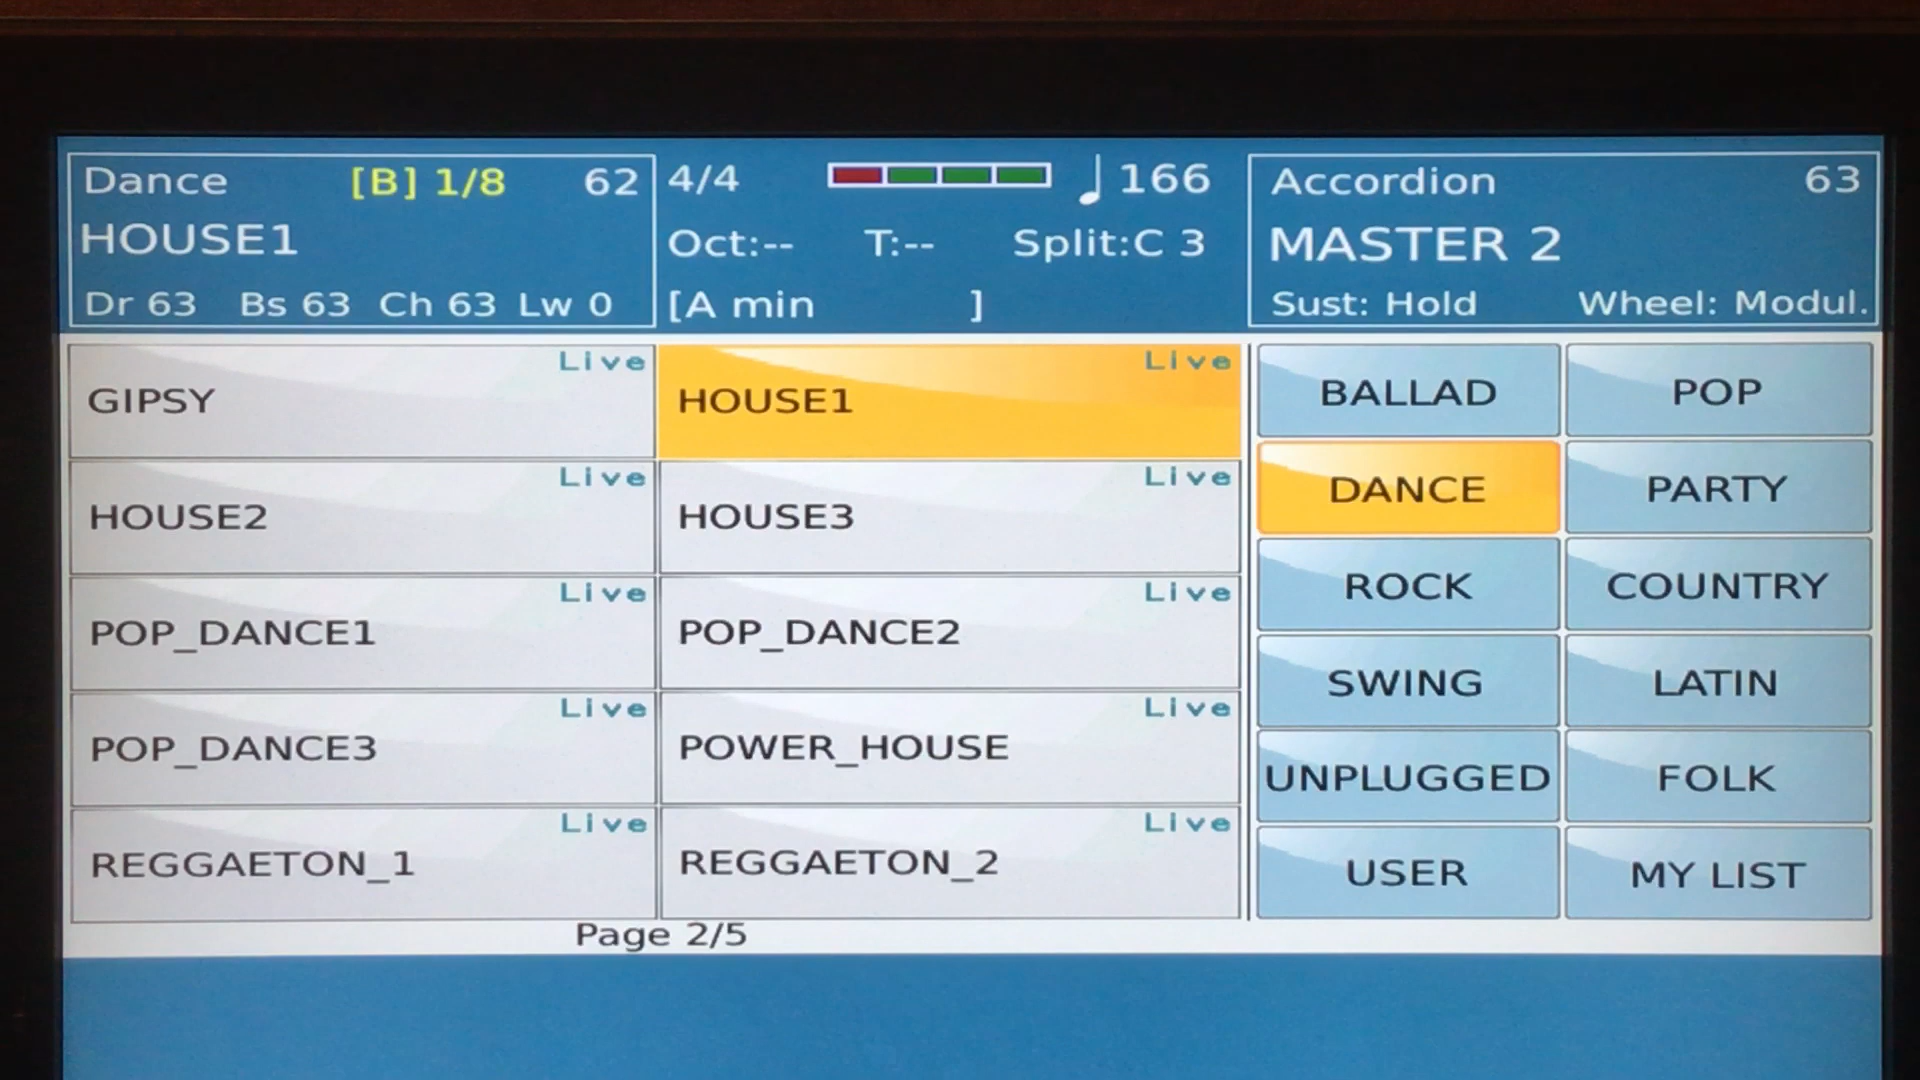 Dance [B] 1/8 62
HOUSE1
Dr 63 Bs 63 Ch 63 Lw 0
4/4 166
Oct:-- T:-- Split:C 3
[A min ]
Accordion 63
MASTER 2
Sust: Hold Wheel: Modul.
Live
GIPSY
Live
HOUSE1
Live
HOUSE2
Live
HOUSE3
Live
POP_DANCE1
Live
POP_DANCE2
Live
POP_DANCE3
Live
POWER_HOUSE
Live
REGGAETON_1
Live
REGGAETON_2
Page 2/5
BALLAD
POP
DANCE
PARTY
ROCK
COUNTRY
SWING
LATIN
UNPLUGGED
FOLK
USER
MY LIST